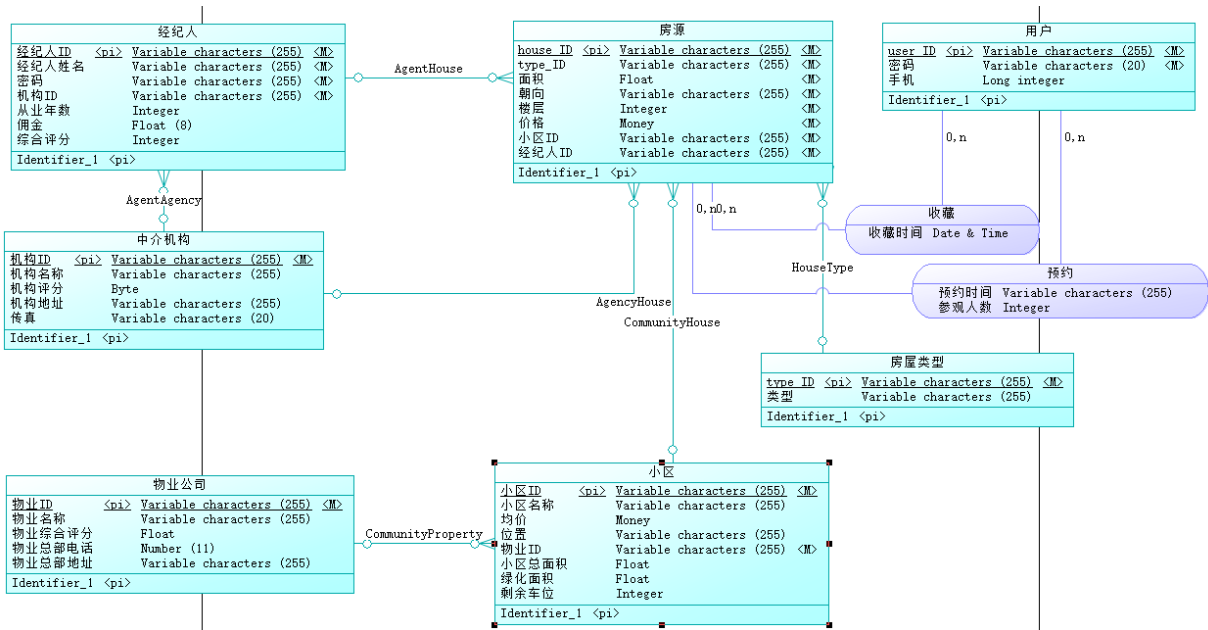 经纪人
经纪人ID <pi> Variable characters (255) <M>
经纪人姓名 Variable characters (255) <M>
密码 Variable characters (255) <M>
机构ID Variable characters (255) <M>
从业年数 Integer
佣金 Float (8)
综合评分 Integer
Identifier_1 <pi>
AgentHouse
房源
house_ID <pi> Variable characters (255) <M>
type_ID Variable characters (255) <M>
面积 Float <M>
朝向 Variable characters (255) <M>
楼层 Integer <M>
价格 Money <M>
小区ID Variable characters (255) <M>
经纪人ID Variable characters (255) <M>
Identifier_1 <pi>
用户
user_ID <pi> Variable characters (255) <M>
密码 Variable characters (20) <M>
手机 Long integer
Identifier_1 <pi>
0,n
0,n
AgentAgency
0,n0,n
收藏
收藏时间 Date & Time
中介机构
机构ID <pi> Variable characters (255) <M>
机构名称 Variable characters (255)
机构评分 Byte
机构地址 Variable characters (255)
传真 Variable characters (20)
Identifier_1 <pi>
HouseType
预约
预约时间 Variable characters (255)
参观人数 Integer
AgencyHouse
CommunityHouse
房屋类型
type_ID <pi> Variable characters (255) <M>
类型 Variable characters (255)
Identifier_1 <pi>
物业公司
物业ID <pi> Variable characters (255) <M>
物业名称 Variable characters (255)
物业综合评分 Float
物业总部电话 Number (11)
物业总部地址 Variable characters (255)
Identifier_1 <pi>
CommunityProperty
小区
小区ID <pi> Variable characters (255) <M>
小区名称 Variable characters (255)
均价 Money
位置 Variable characters (255)
物业ID Variable characters (255) <M>
小区总面积 Float
绿化面积 Float
剩余车位 Integer
Identifier_1 <pi>